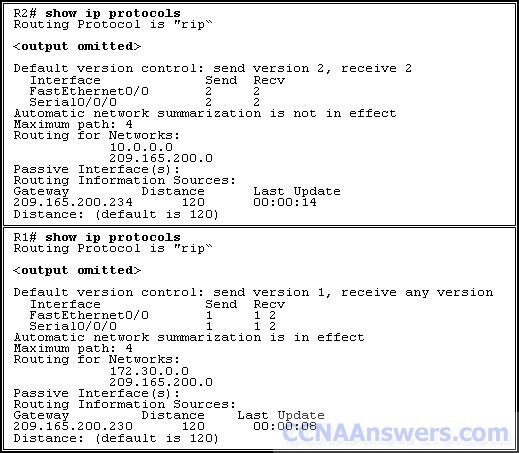 R2# show ip protocols
Routing Protocol is "rip`
<output omitted>
Default version control: send version 2, receive 2
Interface Send Recv
FastEthernet0/0 2 2
Serial0/0/0 2 2
Automatic network summarization is not in effect
Maximum path: 4
Routing for Networks:
10.0.0.0
209.165.200.0
Passive Interface(s):
Routing Information Sources:
Gateway Distance Last Update
209.165.200.234 120 00:00:14
Distance: (default is 120)
R1# show ip protocols
Routing Protocol is "rip`
<output omitted>
Default version control: send version 1, receive any version
Interface Send Recv
FastEthernet0/0 1 1 2
Serial0/0/0 1 1 2
Automatic network summarization is in effect
Maximum path: 4
Routing for Networks:
172.30.0.0
209.165.200.0
Passive Interface(s):
Routing Information Sources:
Gateway Distance Last Update
209.165.200.230 120 00:00:08
Distance: (default is 120)
CCNAAnswers.com